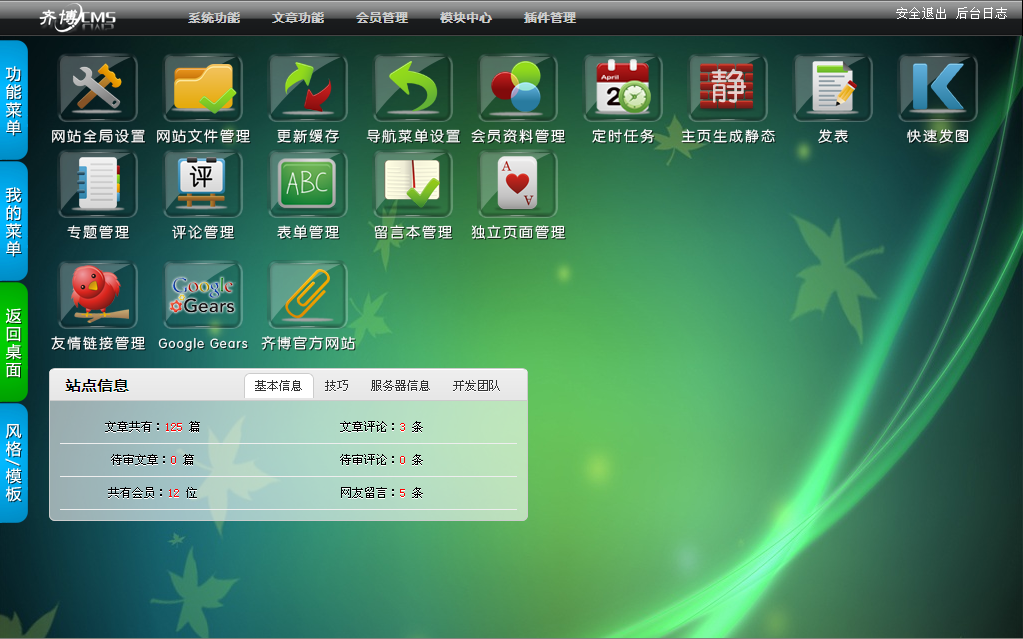 齐博CMS 系统功能 文章功能 会员管理 模块中心 插件管理 安全退出 后台日志
功能菜单
我的菜单
返回桌面
风格/模板
April
2
静
网站全局设置 网站文件管理 更新缓存 导航菜单设置 会员资料管理 定时任务 主页生成静态 发表 快速发图
评 ABC A A
专题管理 评论管理 表单管理 留言本管理 独立页面管理
Google
Gears
友情链接管理 Google Gears 齐博官方网站
站点信息 基本信息 技巧 服务器信息 开发团队
文章共有：125 篇 文章评论：3 条
待审文章：0 篇 待审评论：0 条
共有会员：12 位 网友留言：5 条